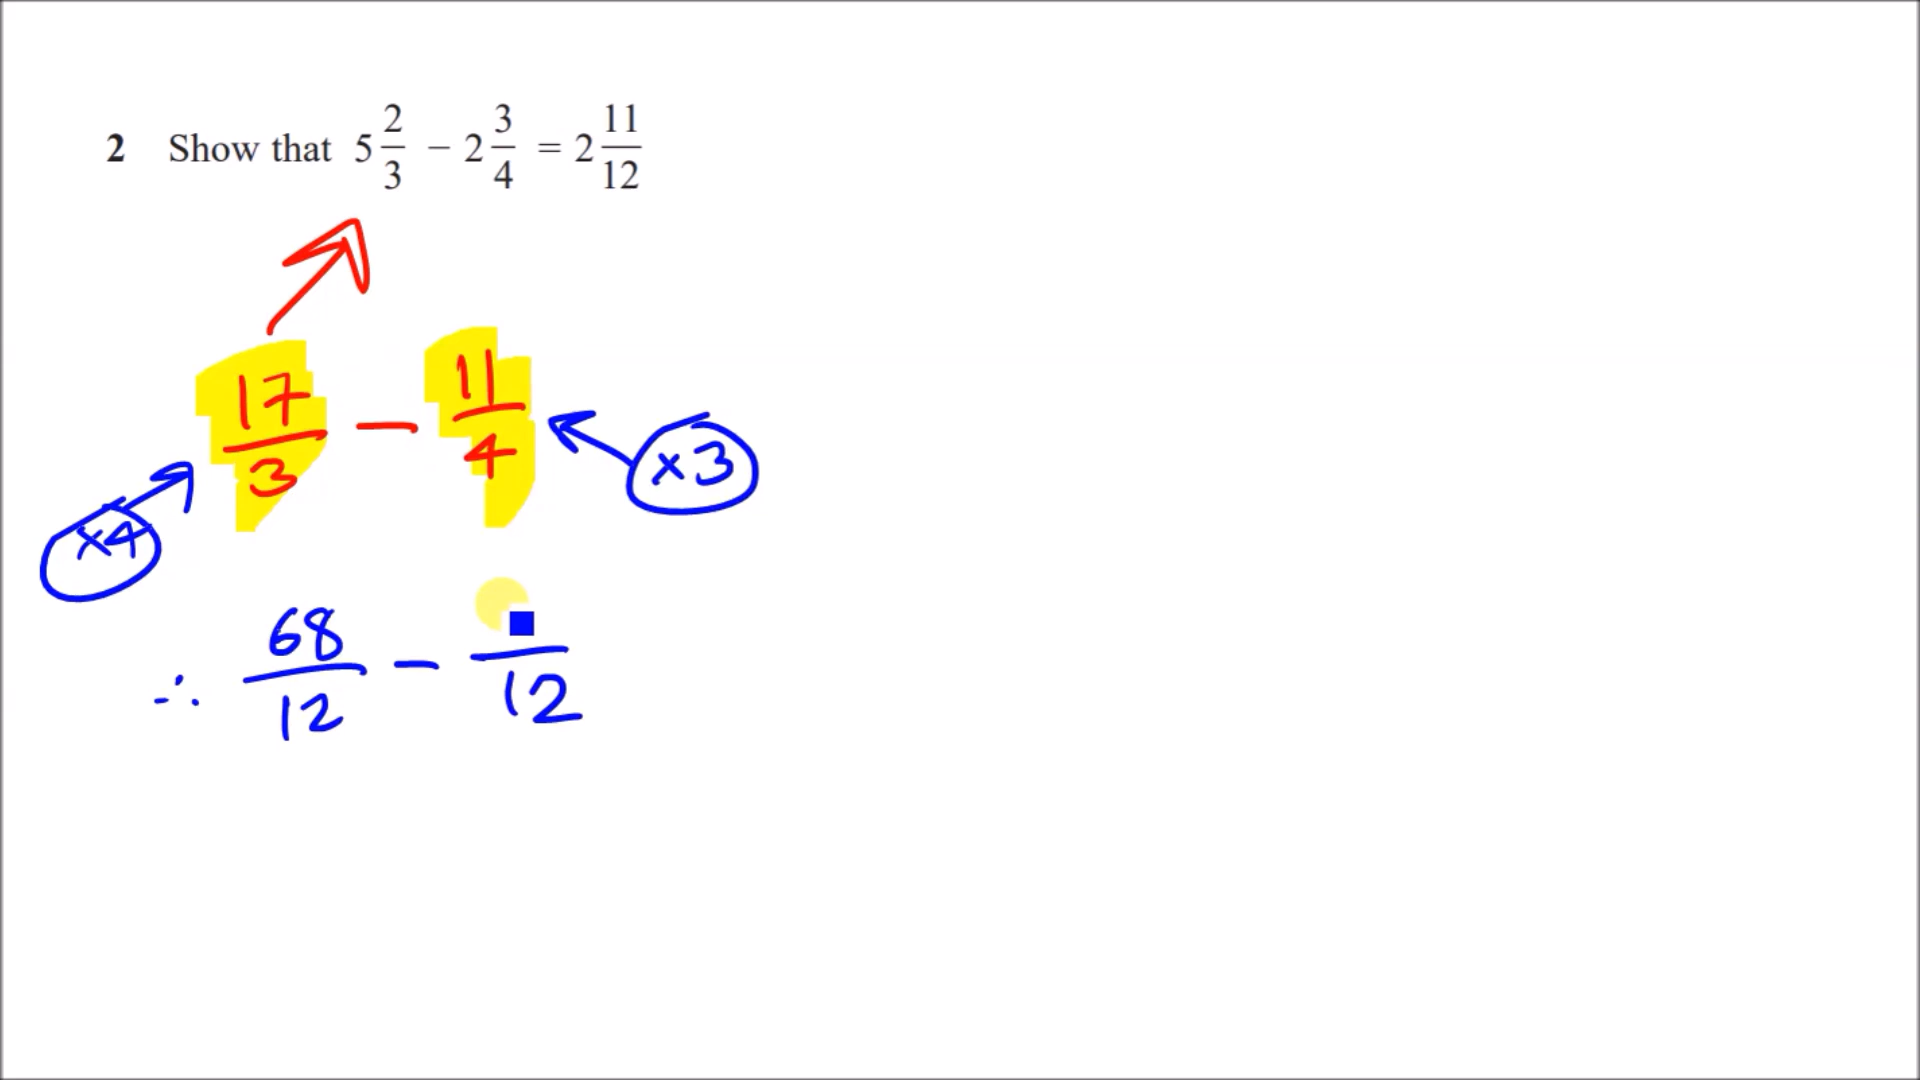 2 Show that 5 2/3 − 2 3/4 = 2 11/12
17/3 − 11/4
×4
×3
∴ 68/12 − /12